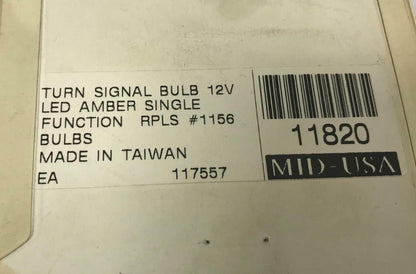 TURN SIGNAL BULB 12V
LED AMBER SINGLE
FUNCTION RPLS #1156
BULBS
MADE IN TAIWAN
EA 117557
11820
MID-USA